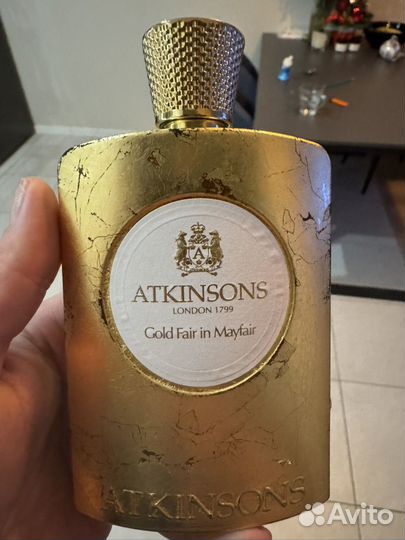 A
ATKINSONS
LONDON 1799
Gold Fair in Mayfair
ATKINSONS
Avito